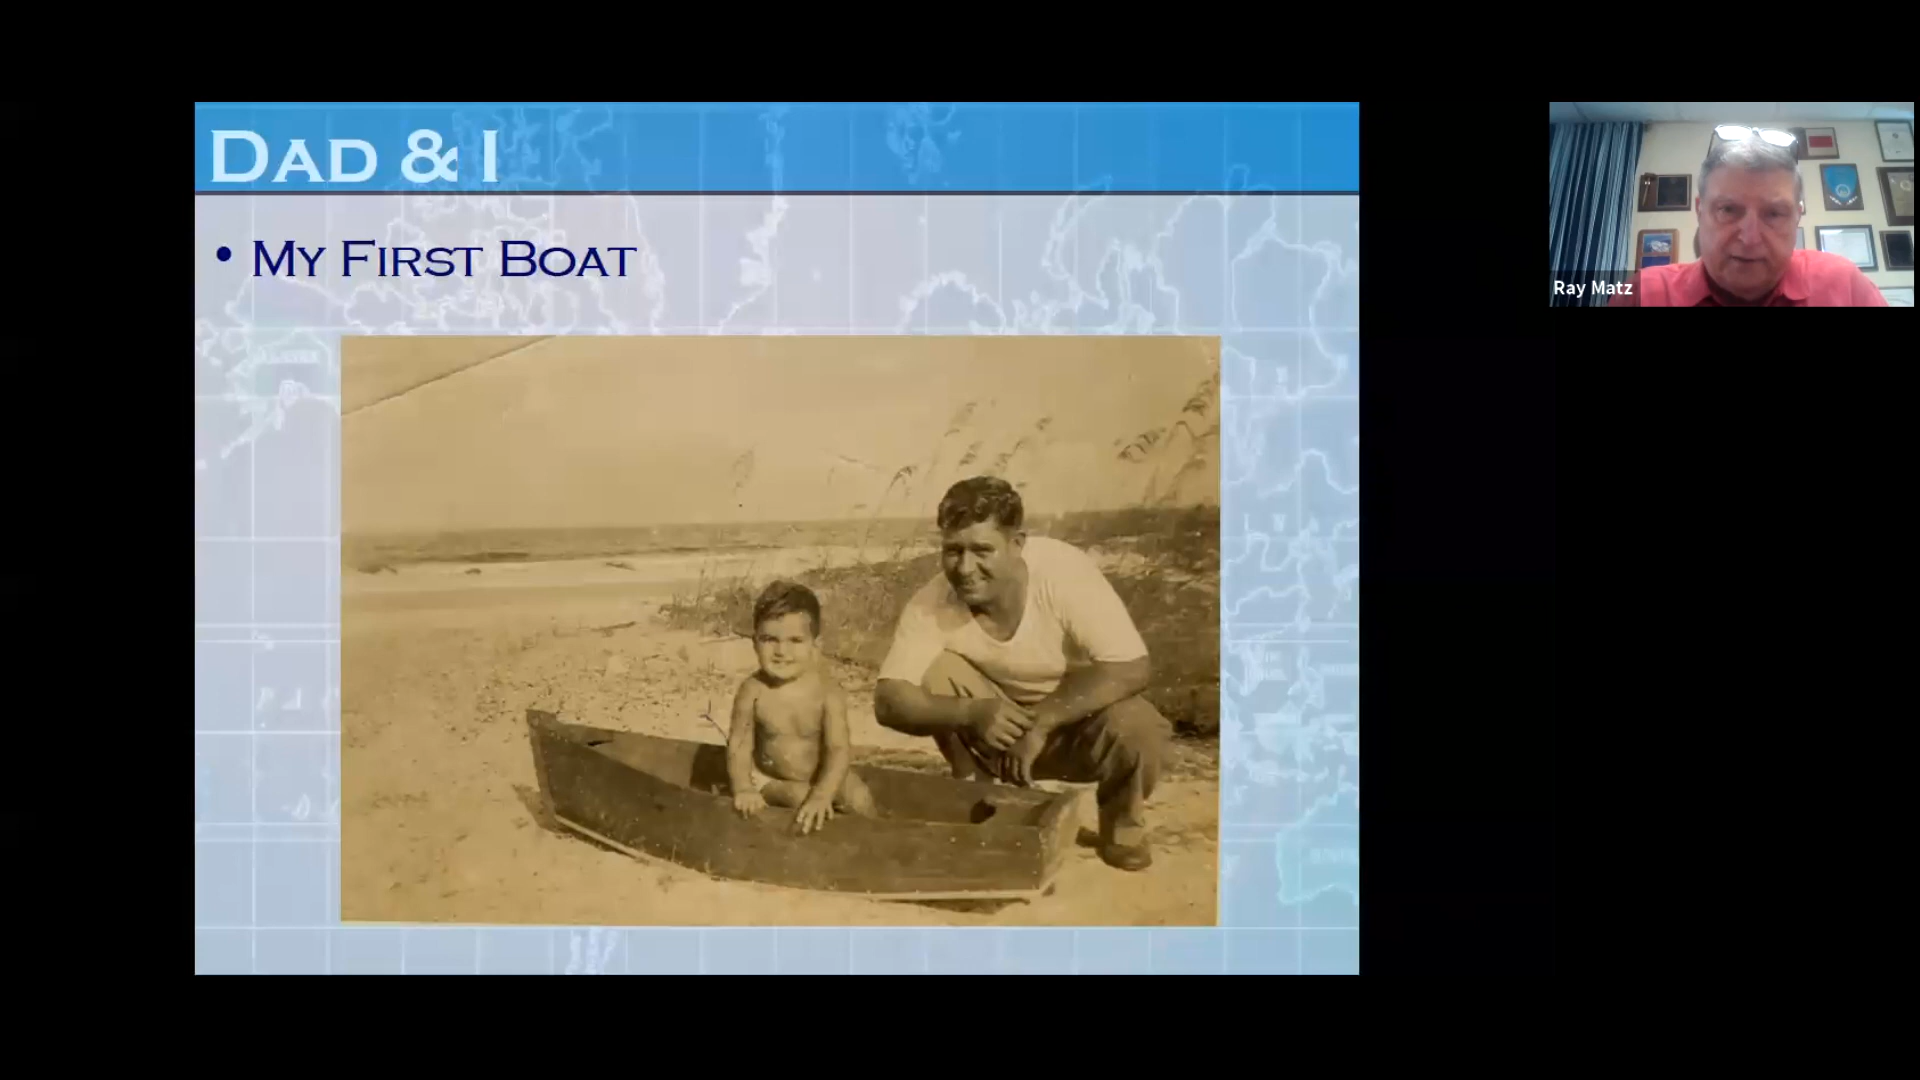 DAD & I
• MY FIRST BOAT
Ray Matz